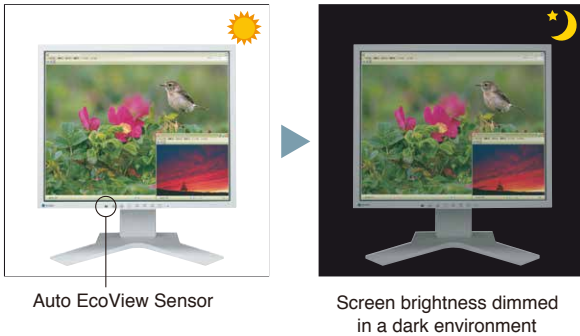 Auto EcoView Sensor
Screen brightness dimmed
in a dark environment